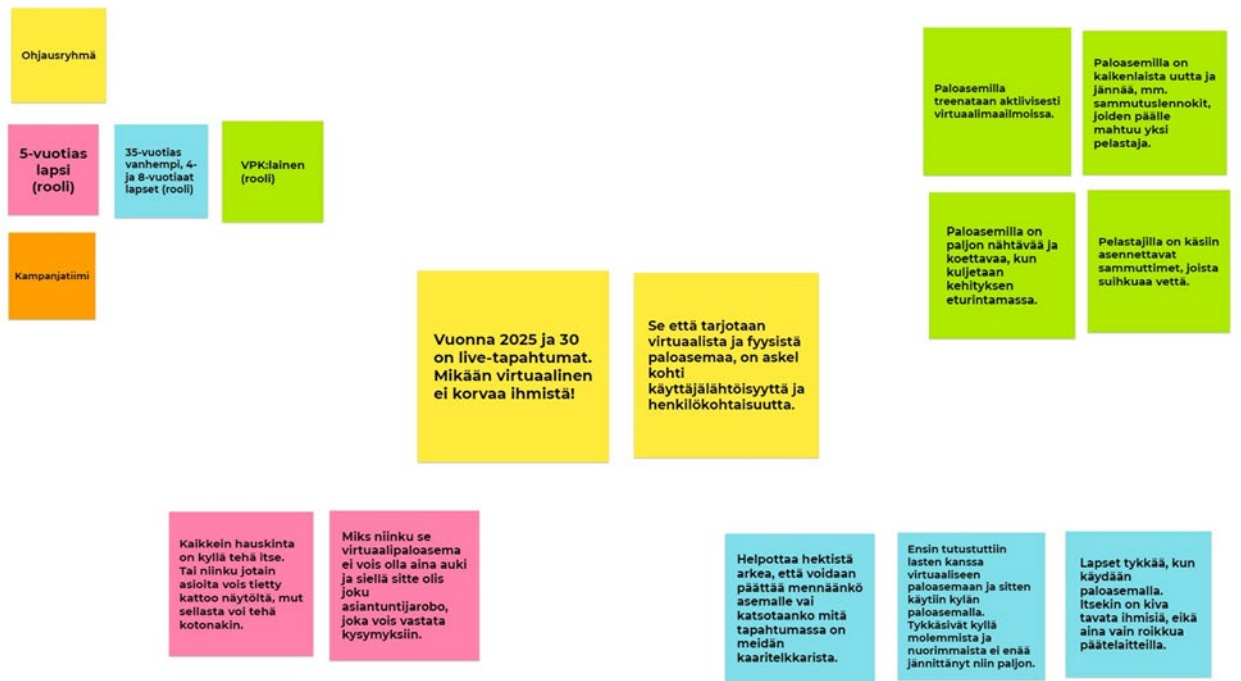 Ohjausryhmä
5-vuotias
lapsi
(rooli)
35-vuotias
vanhempi, 4-
ja 8-vuotiaat
lapset (rooli)
VPK:lainen
(rooli)
Kampanjatiimi
Paloasemilla
treenataan aktiivisesti
virtuaalimaailmoissa.
Paloasemilla on
kaikenlaista uutta ja
jännää, mm.
sammutuslennokit,
joiden päälle
mahtuu yksi
pelastaja.
Paloasemilla on
paljon nähtävää ja
koettavaa, kun
kuljetaan
kehityksen
eturintamassa.
Pelastajilla on käsiin
asennettavat
sammuttimet, joista
suihkuaa vettä.
Vuonna 2025 ja 30
on live-tapahtumat.
Mikään virtuaalinen
ei korvaa ihmistä!
Se että tarjotaan
virtuaalista ja fyysistä
paloasemaa, on askel
kohti
käyttäjälähtöisyyttä ja
henkilökohtaisuutta.
Kaikkein hauskinta
on kyllä tehä itse.
Tai niinku jotain
asioita vois tietty
kattoo näytöltä, mut
sellasta voi tehä
kotonakin.
Miks niinku se
virtuaalipaloasema
ei vois olla aina auki
ja siellä sitte olis
joku
asiantuntijarobo,
joka vois vastata
kysymyksiin.
Helpottaa hektistä
arkea, että voidaan
päättää mennäänkö
asemalle vai
katsotaanko mitä
tapahtumassa on
meidän
kaaritelkkarista.
Ensin tutustuttiin
lasten kanssa
virtuaaliseen
paloasemaan ja sitten
käytiin kylän
paloasemalla.
Tykkäsivät kyllä
molemmista ja
nuorimmaista ei enää
jännittänyt niin paljon.
Lapset tykkää, kun
käydään
paloasemalla.
Itsekin on kiva
tavata ihmisiä, eikä
aina vain roikkua
päätelaitteilla.